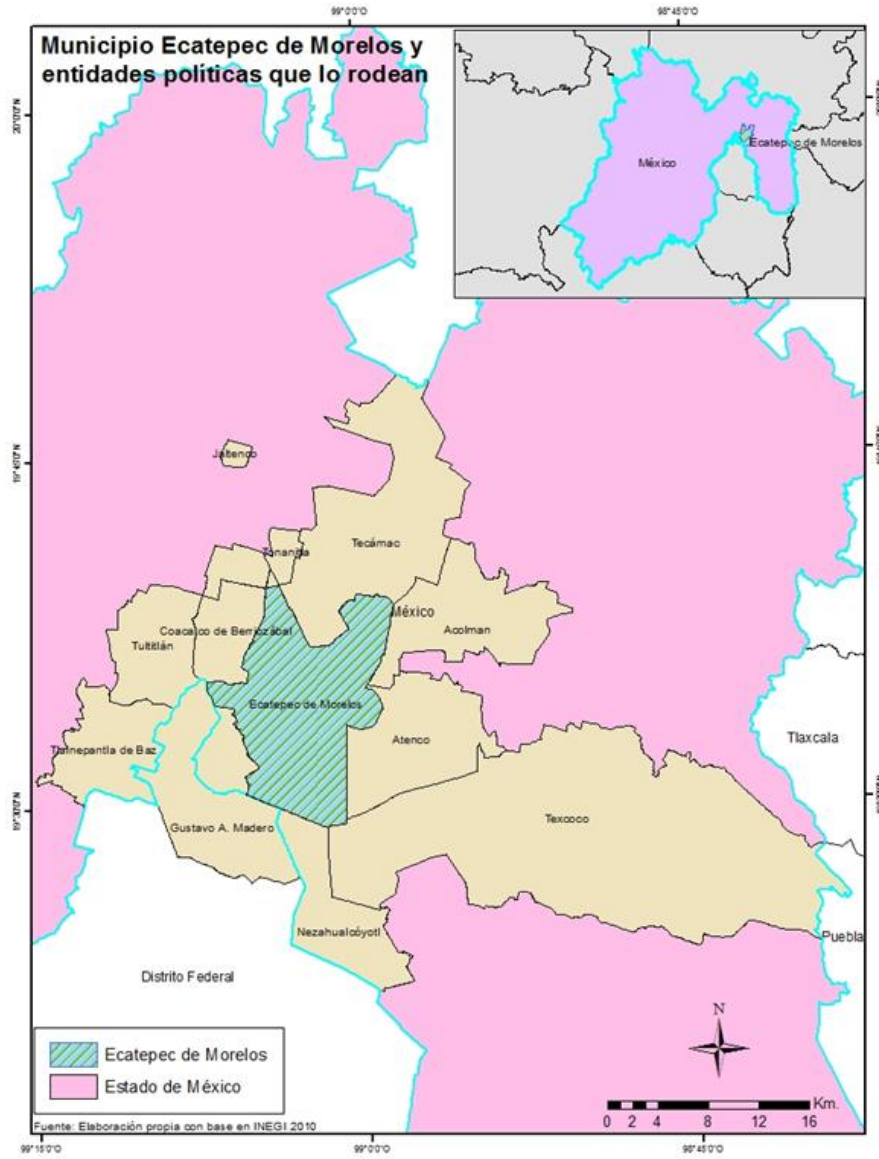 99°0'0"O
98°45'0"O
Municipio Ecatepec de Morelos y
entidades políticas que lo rodean
Ecatepec de Morelos
México
Jaltenco
Tonanitla
Tecámac
México
Acolman
Coacalco de Berriozábal
Tultitlán
Ecatepec de Morelos
Atenco
Tlalnepantla de Baz
Tlaxcala
Gustavo A. Madero
Texcoco
Nezahualcóyotl
Puebla
Distrito Federal
N
Ecatepec de Morelos
Estado de México
Km.
0 2 4 8 12 16
Fuente: Elaboración propia con base en INEGI 2010
99°15'0"O
99°0'0"O
98°45'0"O